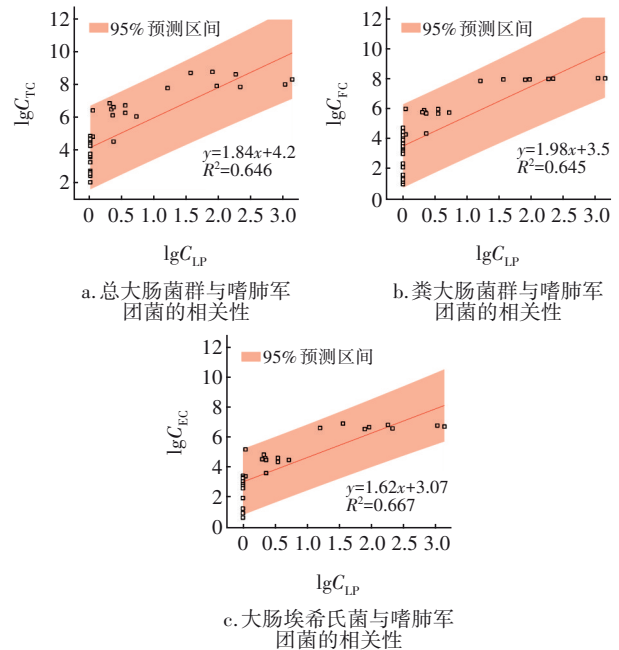 12
10
8
6
4
2
lgC_TC
95% 预测区间
y=1.84x+4.2
R²=0.646
0 0.5 1.0 1.5 2.0 2.5 3.0
lgC_LP
a.总大肠菌群与嗜肺军
团菌的相关性
12
10
8
6
4
2
0
lgC_FC
95% 预测区间
y=1.98x+3.5
R²=0.645
0 0.5 1.0 1.5 2.0 2.5 3.0
lgC_LP
b.粪大肠菌群与嗜肺军
团菌的相关性
12
10
8
6
4
2
0
lgC_EC
95% 预测区间
y=1.62x+3.07
R²=0.667
0 0.5 1.0 1.5 2.0 2.5 3.0
lgC_LP
c.大肠埃希氏菌与嗜肺军
团菌的相关性